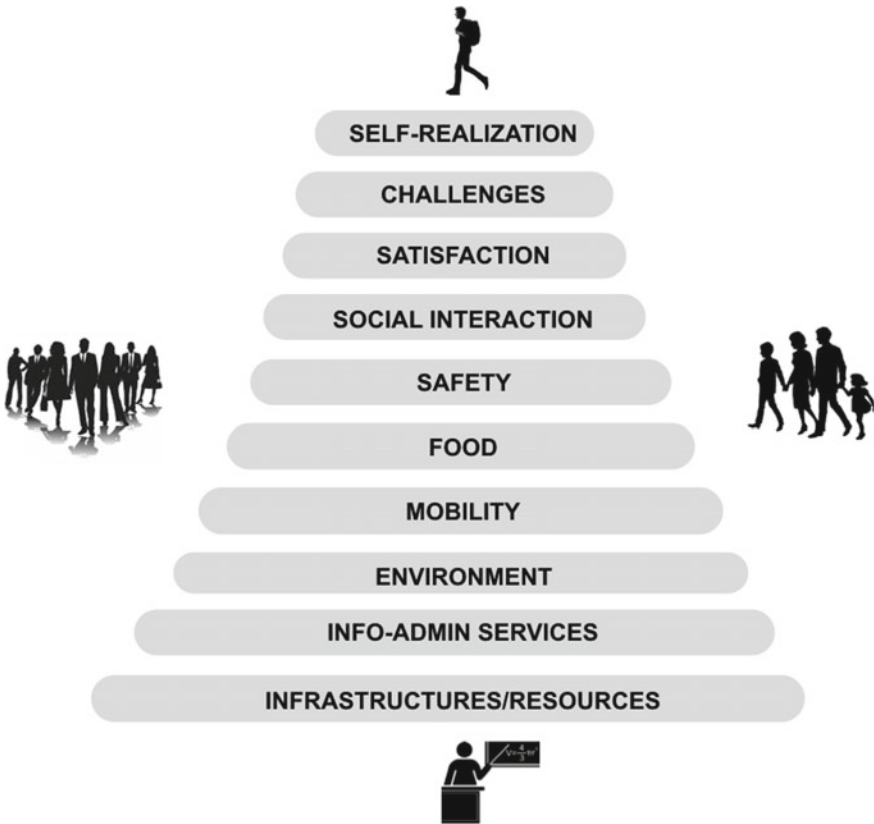 SELF-REALIZATION
CHALLENGES
SATISFACTION
SOCIAL INTERACTION
SAFETY
FOOD
MOBILITY
ENVIRONMENT
INFO-ADMIN SERVICES
INFRASTRUCTURES/RESOURCES